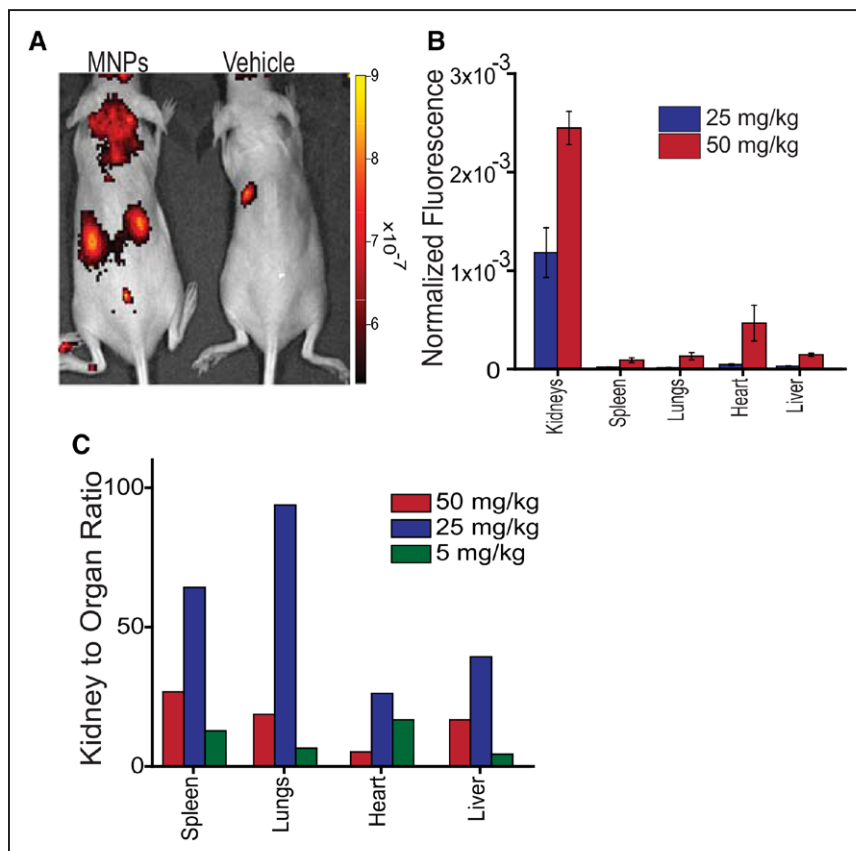 A
MNPs
Vehicle
9
8
7
6
x10⁻⁷
B
Normalized Fluorescence
3x10⁻³
2x10⁻³
1x10⁻³
0
25 mg/kg
50 mg/kg
Kidneys
Spleen
Lungs
Heart
Liver
C
Kidney to Organ Ratio
100
50
0
50 mg/kg
25 mg/kg
5 mg/kg
Spleen
Lungs
Heart
Liver